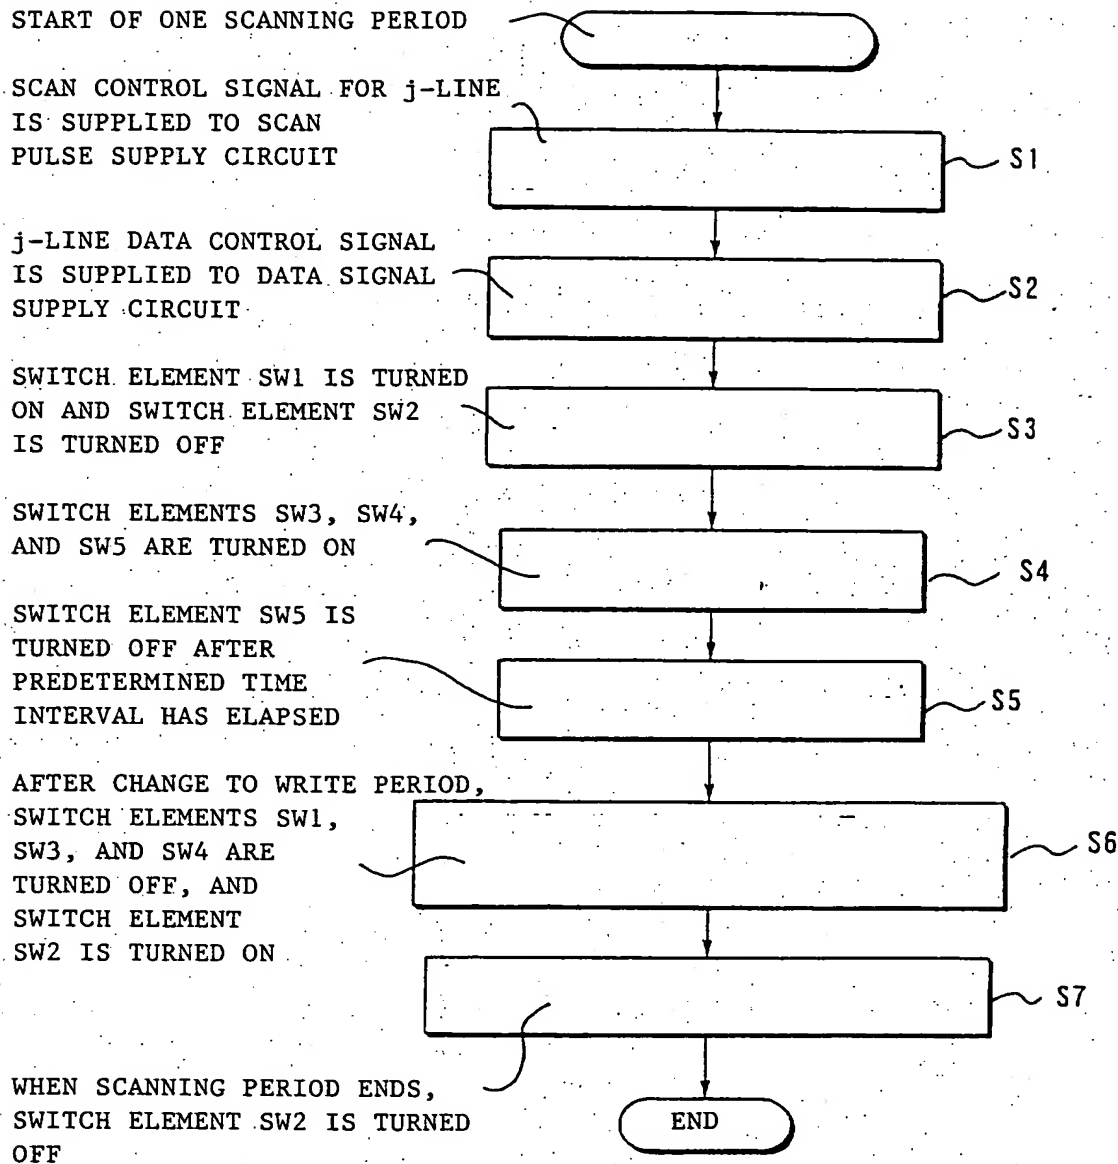 START OF ONE SCANNING PERIOD
SCAN CONTROL SIGNAL FOR j-LINE
IS SUPPLIED TO SCAN
PULSE SUPPLY CIRCUIT
S1
j-LINE DATA CONTROL SIGNAL
IS SUPPLIED TO DATA SIGNAL
SUPPLY CIRCUIT
S2
SWITCH ELEMENT SW1 IS TURNED
ON AND SWITCH ELEMENT SW2
IS TURNED OFF
S3
SWITCH ELEMENTS SW3, SW4,
AND SW5 ARE TURNED ON
S4
SWITCH ELEMENT SW5 IS
TURNED OFF AFTER
PREDETERMINED TIME
INTERVAL HAS ELAPSED
S5
AFTER CHANGE TO WRITE PERIOD,
SWITCH ELEMENTS SW1,
SW3, AND SW4 ARE
TURNED OFF, AND
SWITCH ELEMENT
SW2 IS TURNED ON
S6
S7
WHEN SCANNING PERIOD ENDS,
SWITCH ELEMENT SW2 IS TURNED
OFF
END